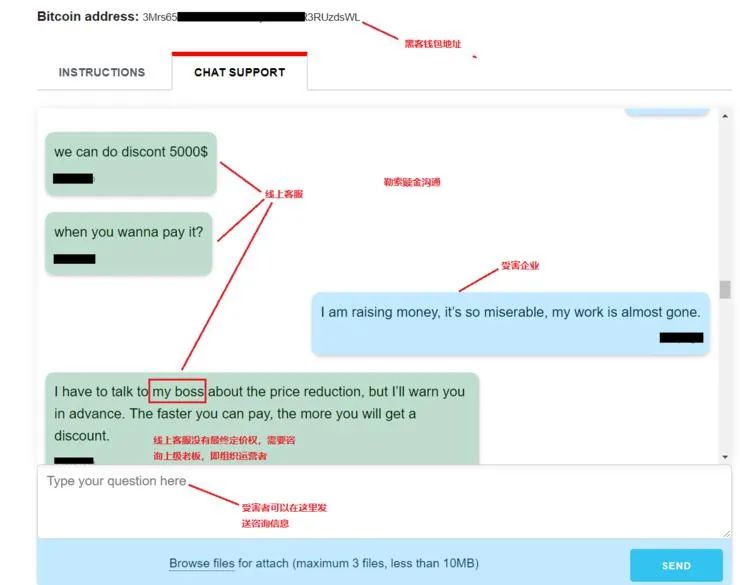 Bitcoin address: 3Mrs65 3RUzdsWL
黑客钱包地址
INSTRUCTIONS
CHAT SUPPORT
we can do discont 5000$
线上客服
勒索赎金沟通
when you wanna pay it?
受害企业
I am raising money, it's so miserable, my work is almost gone.
I have to talk to my boss about the price reduction, but I'll warn you
in advance. The faster you can pay, the more you will get a
discount.
线上客服没有最终定价权，需要咨
询上级老板，即组织运营者
Type your question here
受害者可以在这里发
送咨询信息
Browse files for attach (maximum 3 files, less than 10MB)
SEND